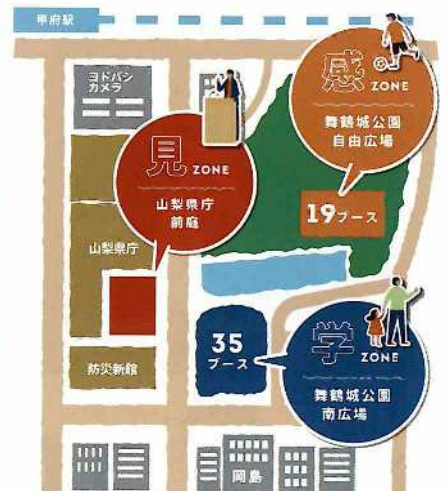 甲府駅
ヨドバシ
カメラ
感 ZONE
舞鶴城公園
自由広場
見 ZONE
山梨県庁
前庭
19ブース
山梨県庁
35
ブース
学 ZONE
舞鶴城公園
南広場
防災新館
岡島